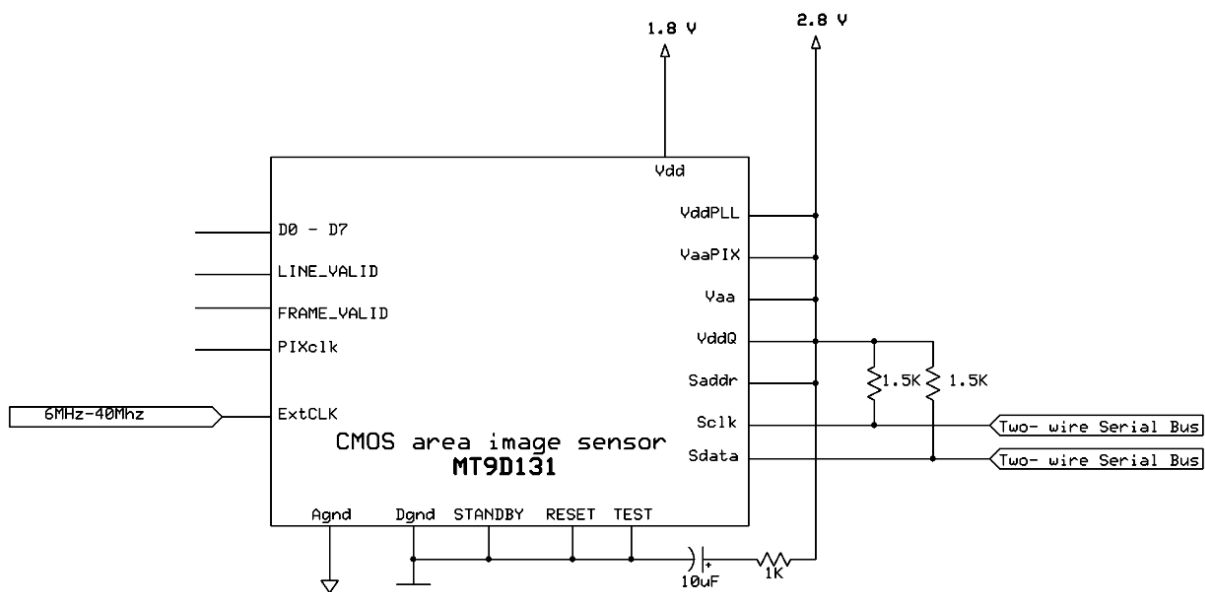 1.8 V
2.8 V
Vdd
VddPLL
D0 - D7
VaaPIX
LINE_VALID
Vaa
FRAME_VALID
VddQ
PIXclk
Saddr
1.5K
1.5K
6MHz-40Mhz
ExtCLK
Sclk
Two- wire Serial Bus
CMOS area image sensor
MT9D131
Sdata
Two- wire Serial Bus
Agnd
Dgnd
STANDBY
RESET
TEST
+
10uF
1K